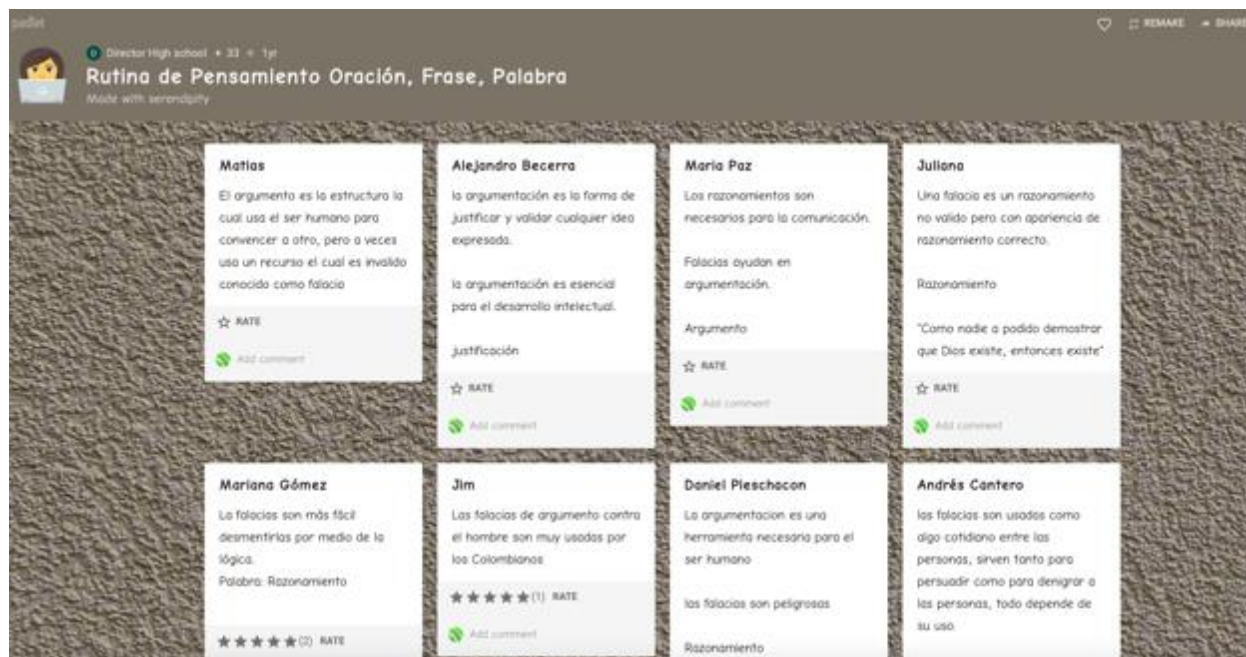 padlet
REMAKE
SHARE
Director High school + 33 1yr
Rutina de Pensamiento Oración, Frase, Palabra
Made with serendipity
Matias
El argumento es la estructura la
cual usa el ser humano para
convencer a otro, pero a veces
usa un recurso el cual es invalido
conocido como falacia
RATE
Add comment
Alejandro Becerra
la argumentación es la forma de
justificar y validar cualquier idea
expresada.
la argumentación es esencial
para el desarrollo intelectual.
justificación
RATE
Add comment
Maria Paz
Los razonamientos son
necesarios para la comunicación.
Falacias ayudan en
argumentación.
Argumento
RATE
Add comment
Juliana
Una falacia es un razonamiento
no valido pero con apariencia de
razonamiento correcto.
Razonamiento
"Como nadie a podido demostrar
que Dios existe, entonces existe"
RATE
Add comment
Mariana Gómez
La falacias son más fácil
desmentirlas por medio de la
lógica.
Palabra: Razonamiento
(2) RATE
Jim
Las falacias de argumento contra
el hombre son muy usadas por
los Colombianos
(1) RATE
Add comment
Daniel Pieschacon
La argumentacion es una
herramienta necesaria para el
ser humano
las falacias son peligrosas
Razonamiento
Andrés Cantero
las falacias son usadas como
algo cotidiano entre las
personas, sirven tanto para
persuadir como para denigrar a
las personas, todo depende de
su uso.